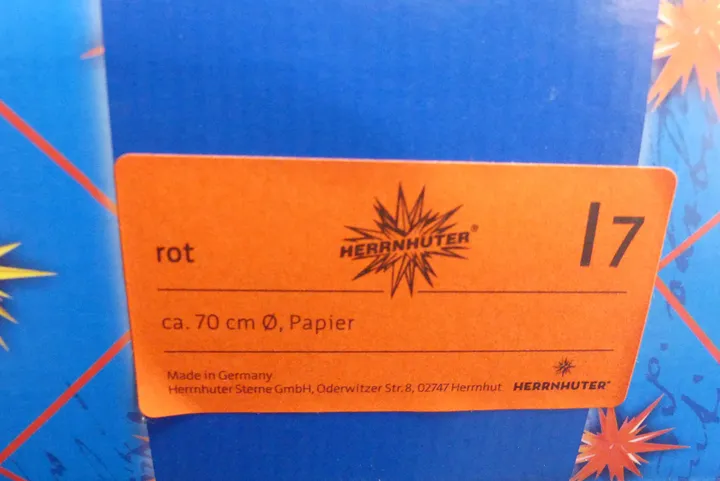 rot
HERRNHUTER®
I7
ca. 70 cm Ø, Papier
Made in Germany
Herrnhuter Sterne GmbH, Oderwitzer Str. 8, 02747 Herrnhut
HERRNHUTER®